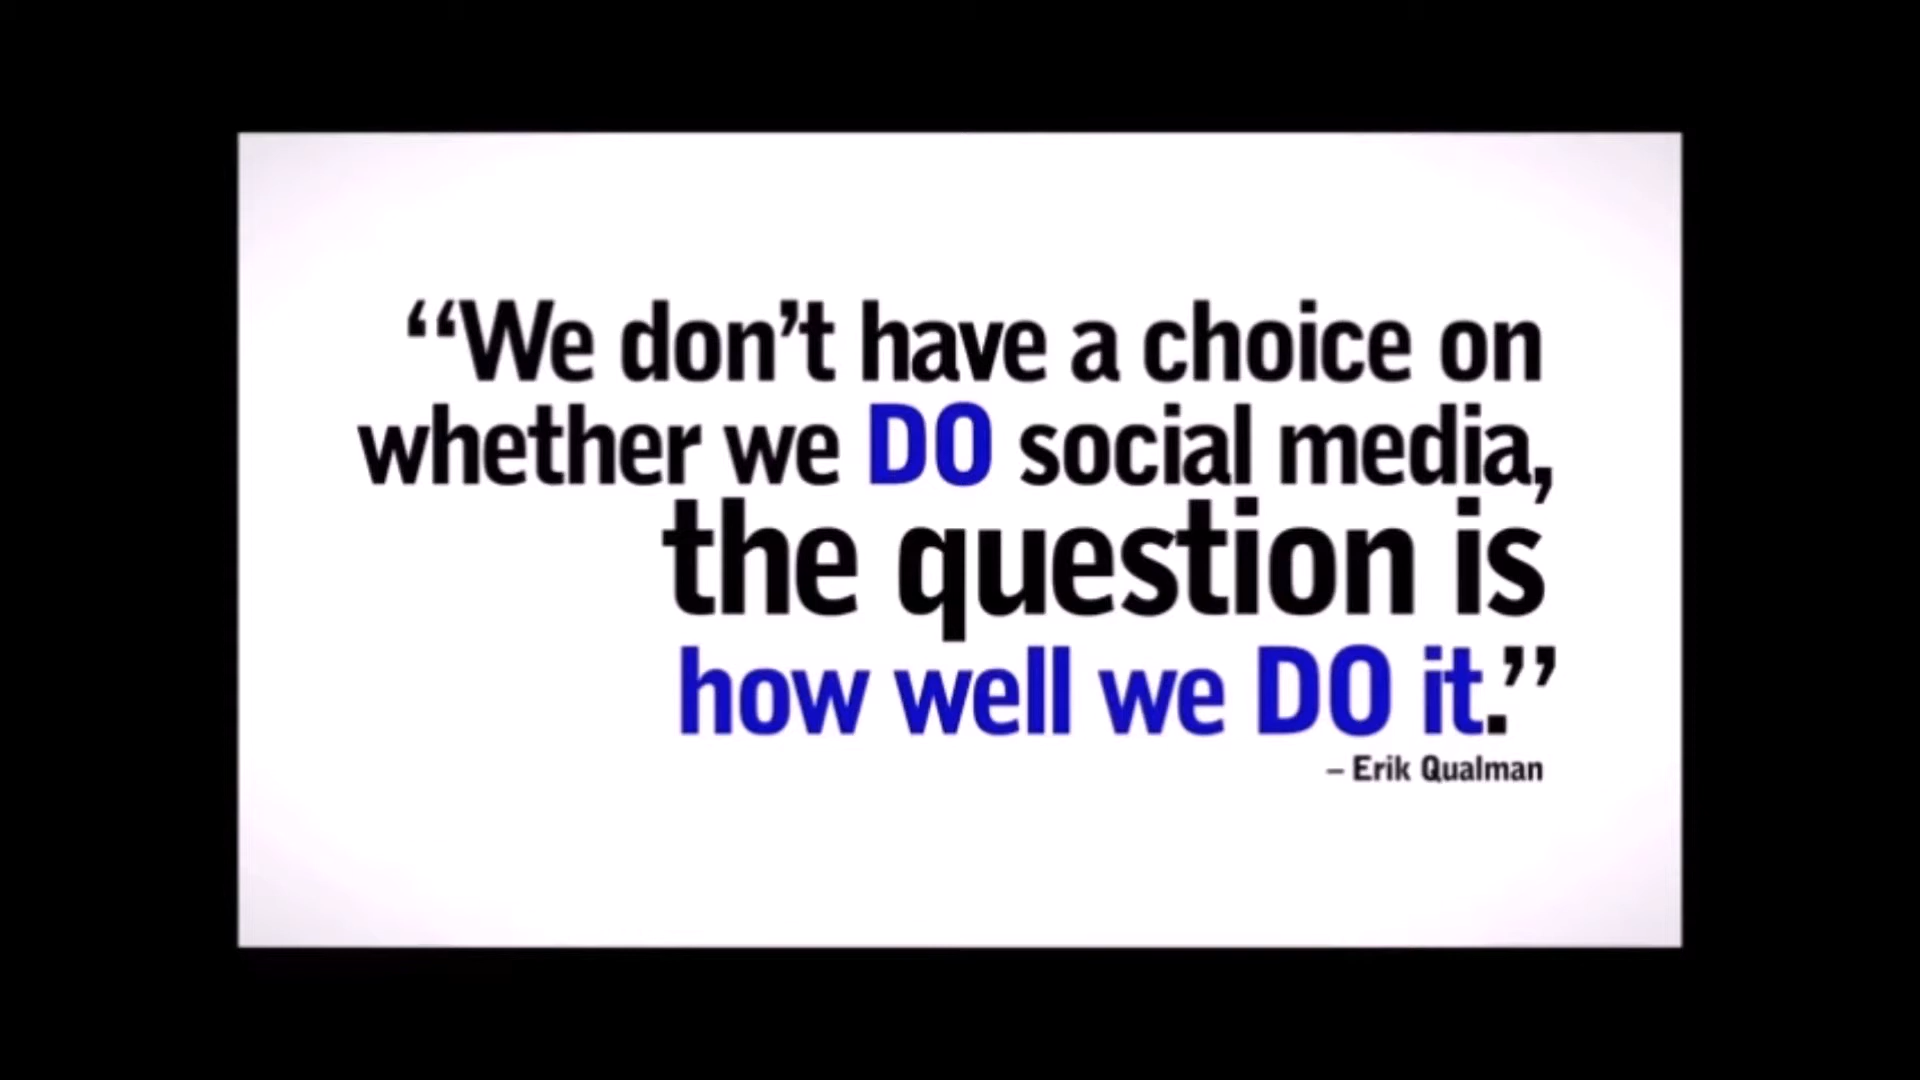 “We don’t have a choice on
whether we DO social media,
the question is
how well we DO it.”
– Erik Qualman